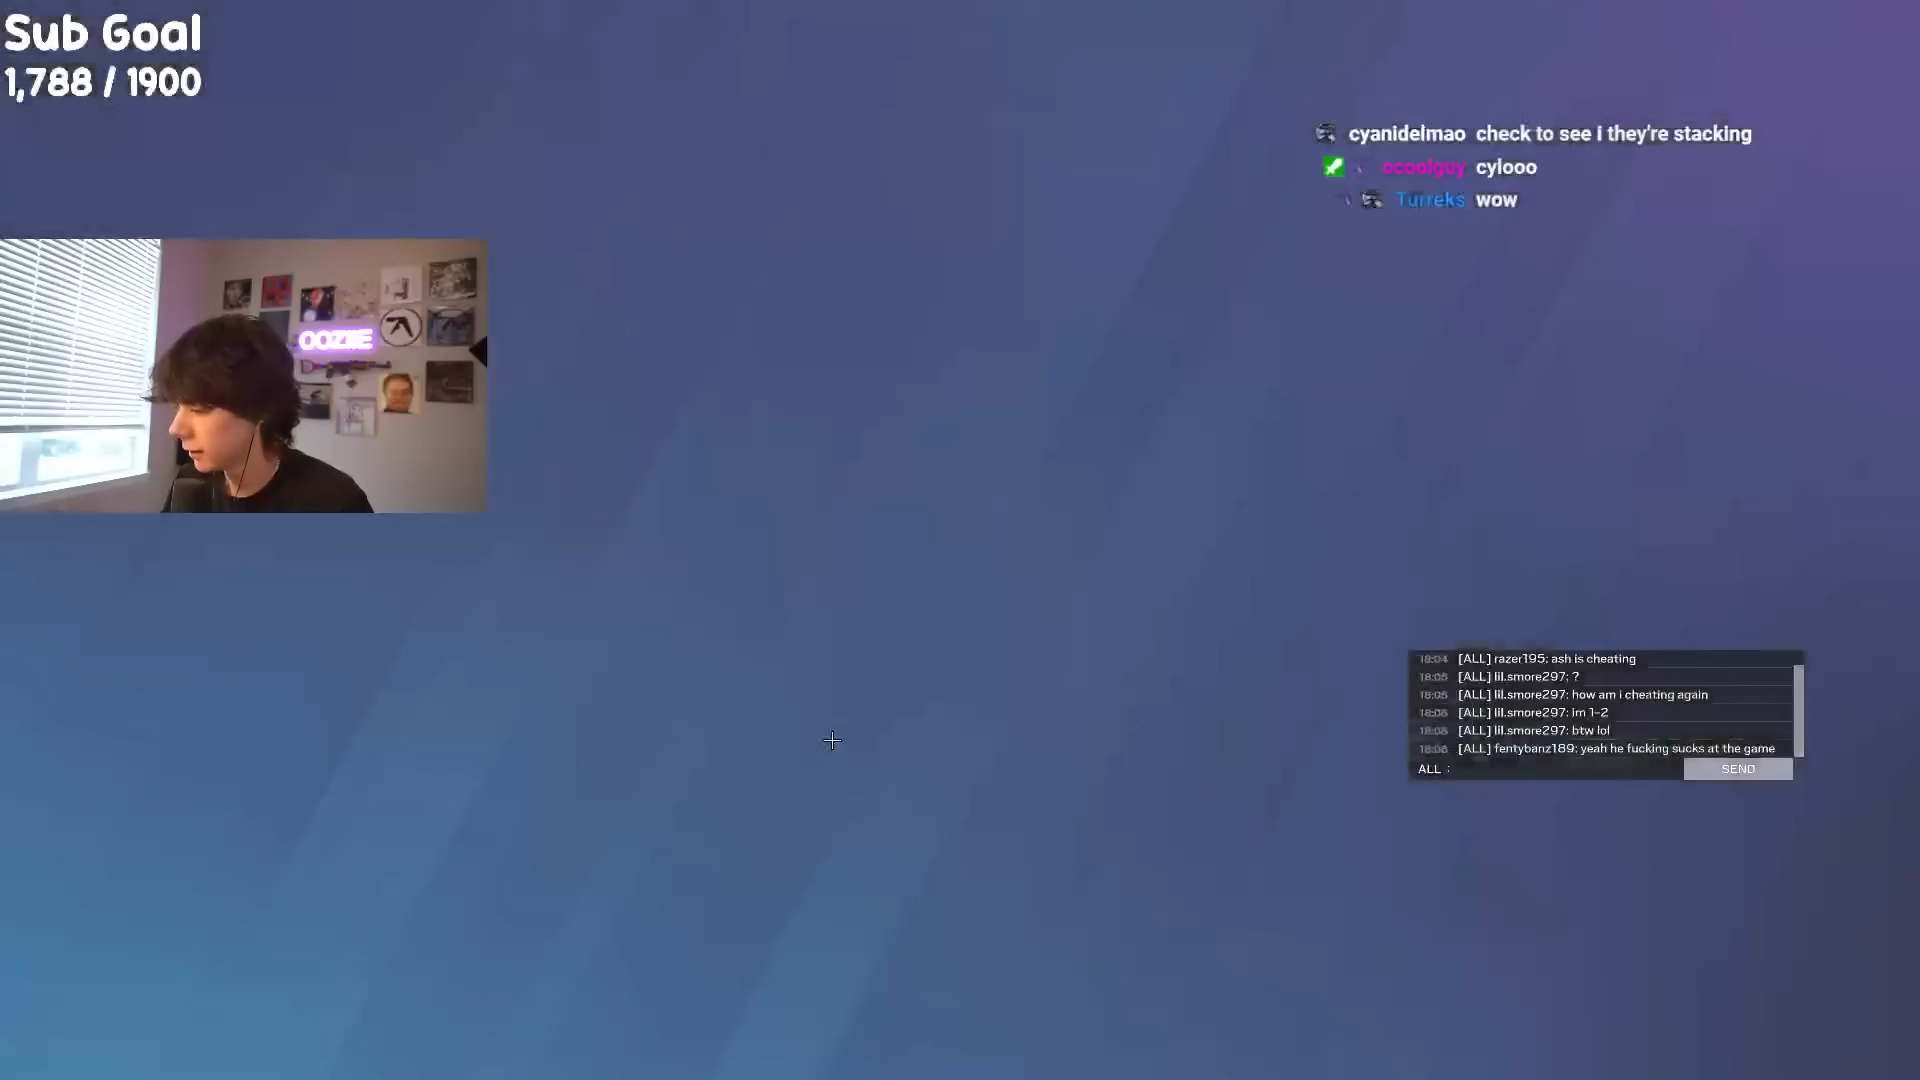 Sub Goal
1,788 / 1900
cyanidelmao check to see i they're stacking
ocoolguy cylooo
Turreks wow
OOZIIE
18:04 [ALL] razer195: ash is cheating
18:05 [ALL] lil.smore297: ?
18:05 [ALL] lil.smore297: how am i cheating again
18:06 [ALL] lil.smore297: im 1-2
18:06 [ALL] lil.smore297: btw lol
18:06 [ALL] fentybanz189: yeah he fucking sucks at the game
ALL :
SEND